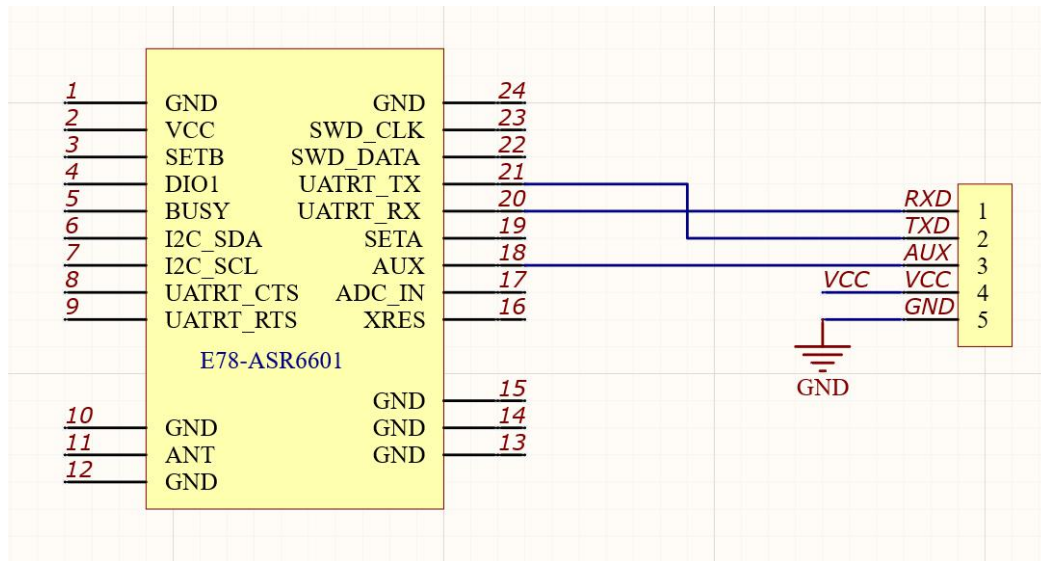 1 GND GND 24
2 VCC SWD_CLK 23
3 SETB SWD_DATA 22
4 DIO1 UATRT_TX 21
5 BUSY UATRT_RX 20 RXD 1
6 I2C_SDA SETA 19 TXD 2
7 I2C_SCL AUX 18 AUX 3
8 UATRT_CTS ADC_IN 17 VCC VCC 4
9 UATRT_RTS XRES 16 GND 5
E78-ASR6601
GND
GND 15
10 GND GND 14
11 ANT GND 13
12 GND